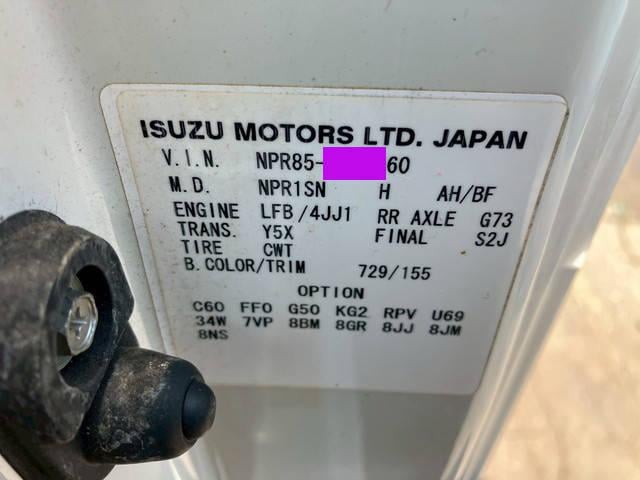 ISUZU MOTORS LTD. JAPAN
V.I.N. NPR85- 60
M.D. NPR1SN H AH/BF
ENGINE LFB/4JJ1 RR AXLE G73
TRANS. Y5X FINAL S2J
TIRE CWT
B.COLOR/TRIM 729/155
OPTION
C60 FF0 G50 KG2 RPV U69
34W 7VP 8BM 8GR 8JJ 8JM
8NS